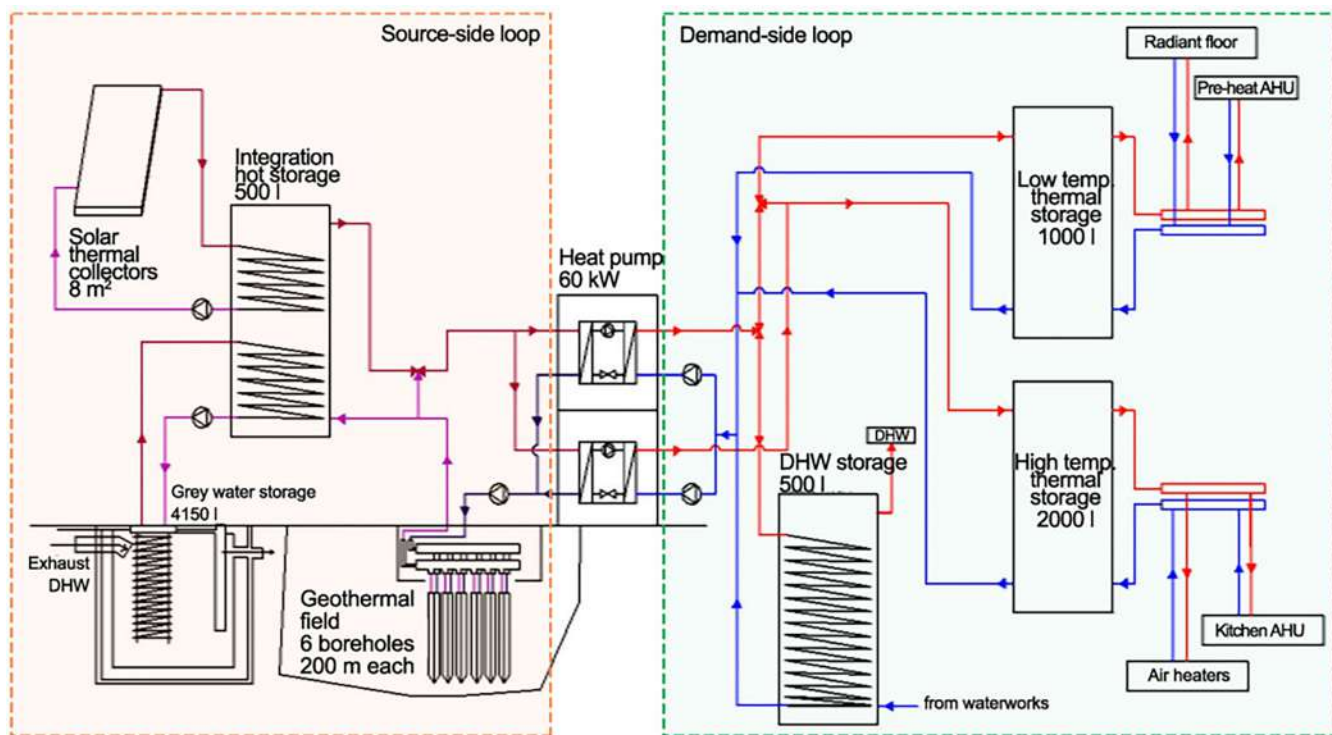 Source-side loop
Demand-side loop
Radiant floor
Pre-heat AHU
Integration
hot storage
500 l
Low temp.
thermal
storage
1000 l
Solar
thermal
collectors
8 m²
Heat pump
60 kW
DHW
DHW storage
500 l
High temp.
thermal
storage
2000 l
Grey water storage
4150 l
Exhaust
DHW
Geothermal
field
6 boreholes
200 m each
Kitchen AHU
Air heaters
from waterworks